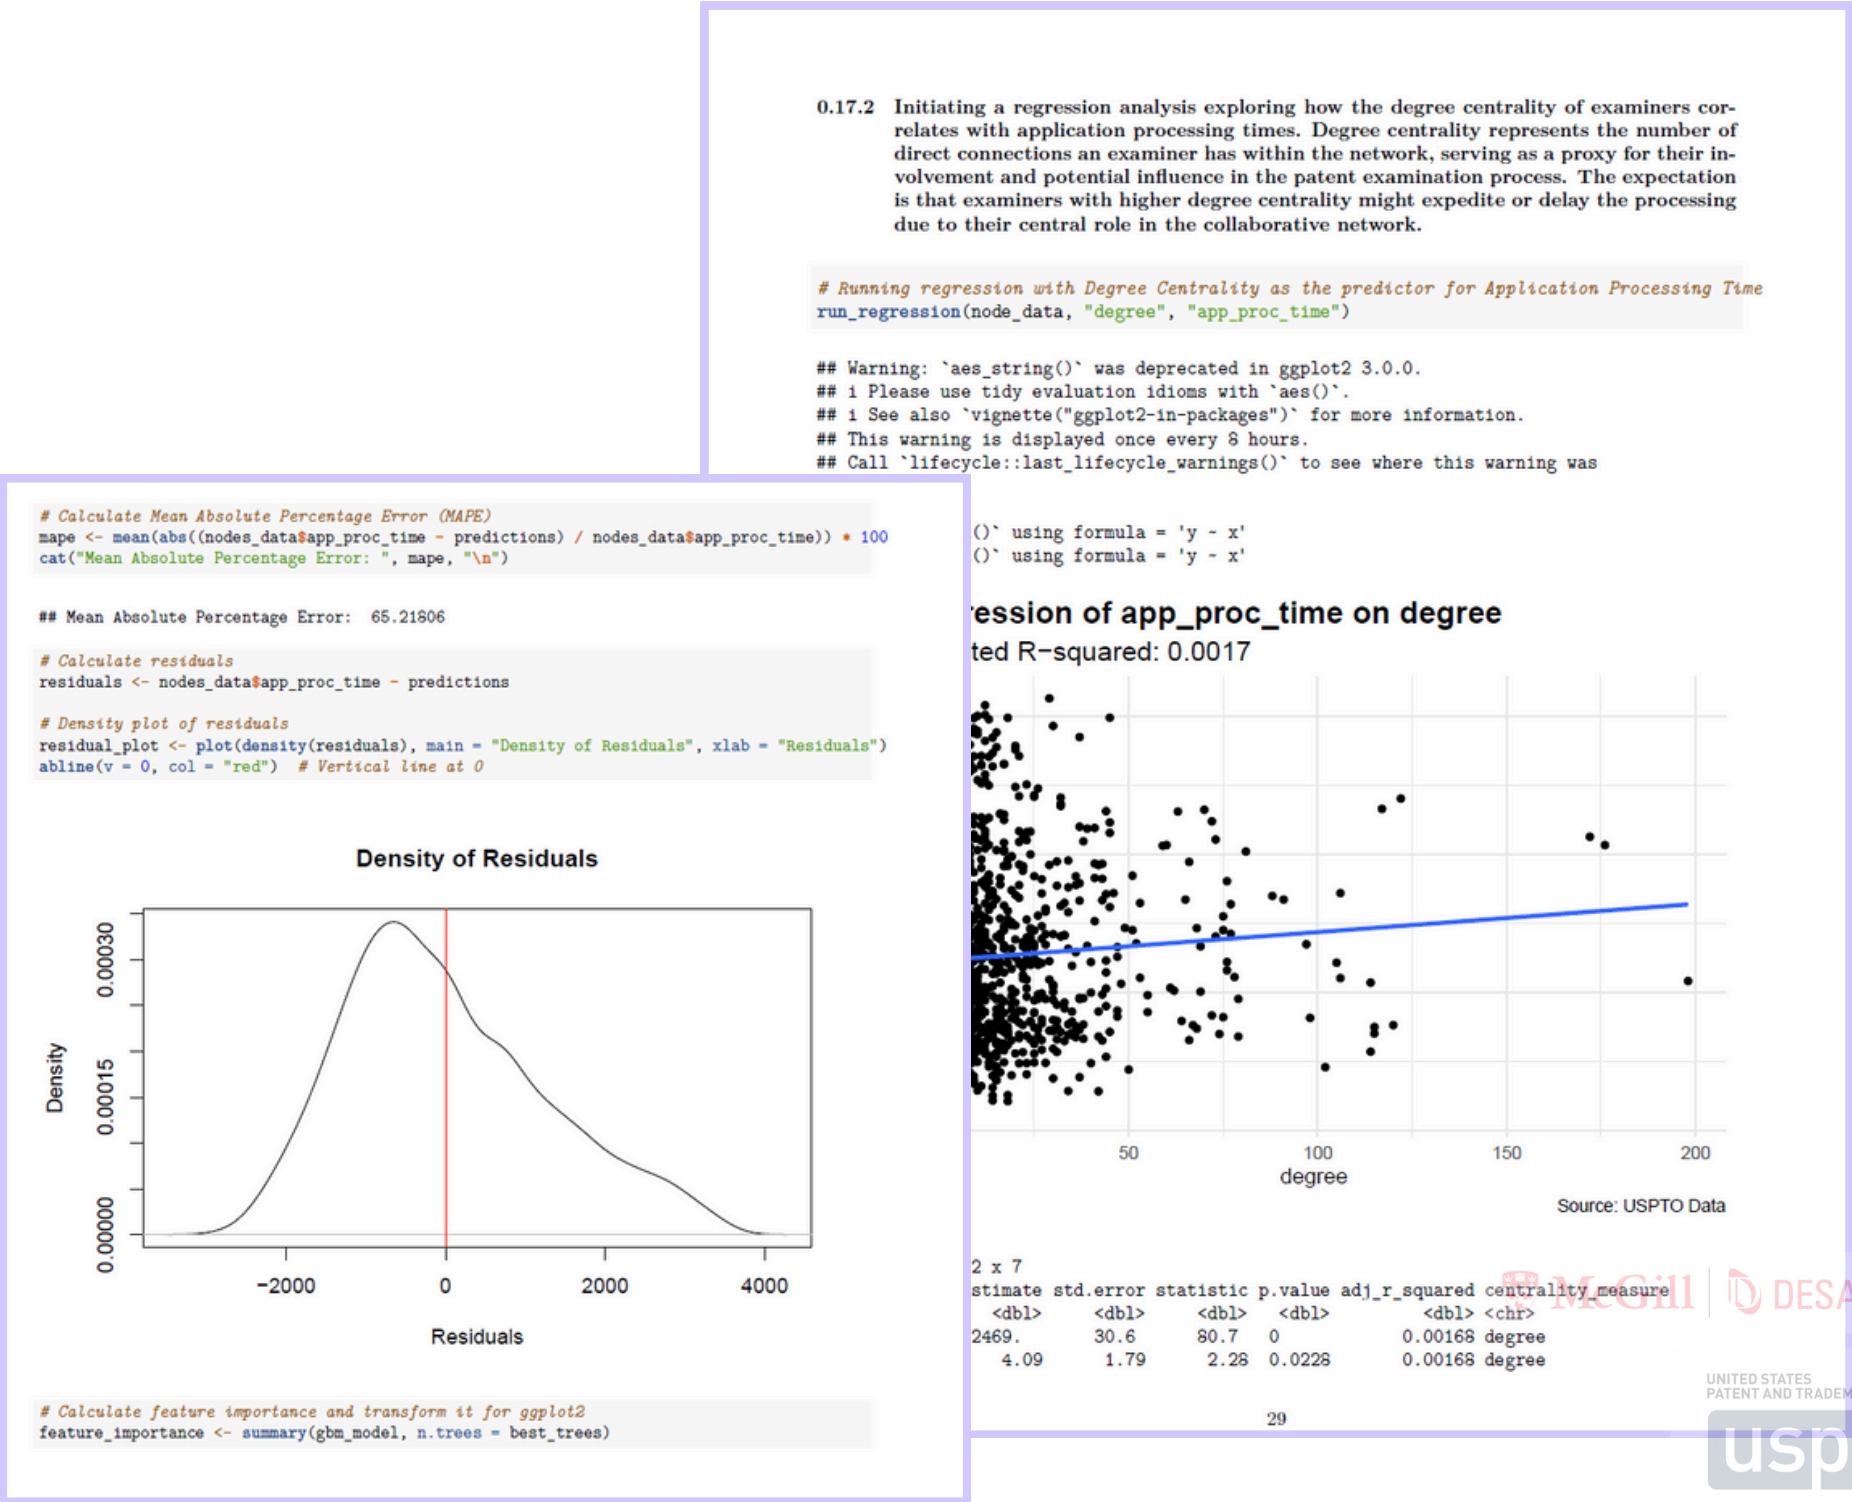 0.17.2 Initiating a regression analysis exploring how the degree centrality of examiners cor-
relates with application processing times. Degree centrality represents the number of
direct connections an examiner has within the network, serving as a proxy for their in-
volvement and potential influence in the patent examination process. The expectation
is that examiners with higher degree centrality might expedite or delay the processing
due to their central role in the collaborative network.
# Running regression with Degree Centrality as the predictor for Application Processing Time
run_regression(node_data, "degree", "app_proc_time")
## Warning: `aes_string()` was deprecated in ggplot2 3.0.0.
## i Please use tidy evaluation idioms with `aes()`.
## i See also `vignette("ggplot2-in-packages")` for more information.
## This warning is displayed once every 8 hours.
## Call `lifecycle::last_lifecycle_warnings()` to see where this warning was
()` using formula = 'y ~ x'
()` using formula = 'y ~ x'
ression of app_proc_time on degree
ted R-squared: 0.0017
50 100 150 200
degree
Source: USPTO Data
2 x 7
stimate std.error statistic p.value adj_r_squared centrality_measure
<dbl> <dbl> <dbl> <dbl> <dbl> <chr>
2469. 30.6 80.7 0 0.00168 degree
4.09 1.79 2.28 0.0228 0.00168 degree
29
# Calculate Mean Absolute Percentage Error (MAPE)
mape <- mean(abs((nodes_data$app_proc_time - predictions) / nodes_data$app_proc_time)) * 100
cat("Mean Absolute Percentage Error: ", mape, "\n")
## Mean Absolute Percentage Error: 65.21806
# Calculate residuals
residuals <- nodes_data$app_proc_time - predictions
# Density plot of residuals
residual_plot <- plot(density(residuals), main = "Density of Residuals", xlab = "Residuals")
abline(v = 0, col = "red") # Vertical line at 0
Density of Residuals
Density
0.00030
0.00015
0.00000
-2000 0 2000 4000
Residuals
# Calculate feature importance and transform it for ggplot2
feature_importance <- summary(gbm_model, n.trees = best_trees)
McGill DESA
UNITED STATES
PATENT AND TRADEM
usp